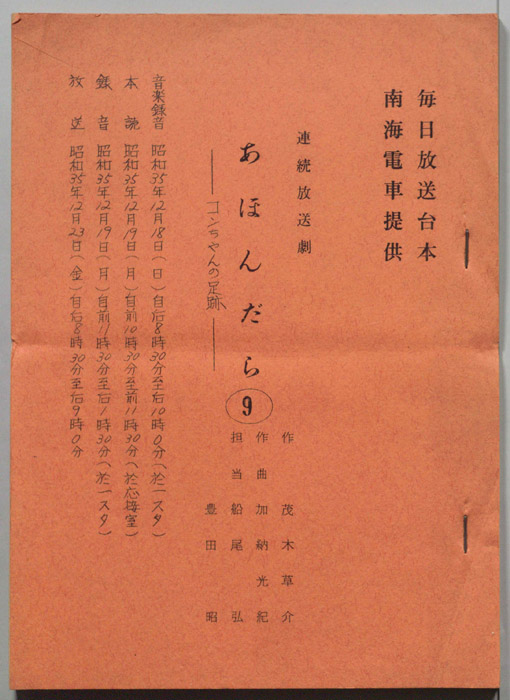 毎日放送台本
南海電車提供
連続放送劇
あほんだら ⑨
――ゴンちゃんの足跡――
作 茂木草介
作曲 加納光紀
担当 船尾弘
豊田昭
音楽録音 昭和35年12月18日(日)自后8時30分至后10時0分(於一スタ)
本読 昭和35年12月19日(月)自前10時30分至前11時30分(於応接室)
録音 昭和35年12月19日(月)自前11時30分至后1時30分(於一スタ)
放送 昭和35年12月23日(金)自后8時30分至后9時0分